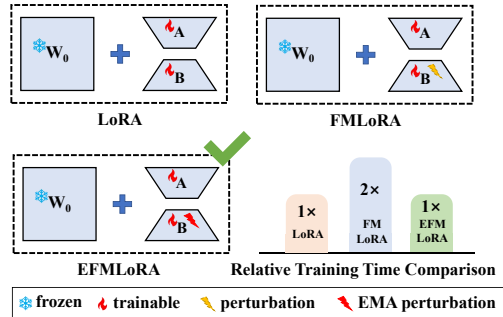 W0
A
B
LoRA
W0
A
B
FMLoRA
W0
A
B
EFMLoRA
1×
LoRA
2×
FM
LoRA
1×
EFM
LoRA
Relative Training Time Comparison
frozen
trainable
perturbation
EMA perturbation